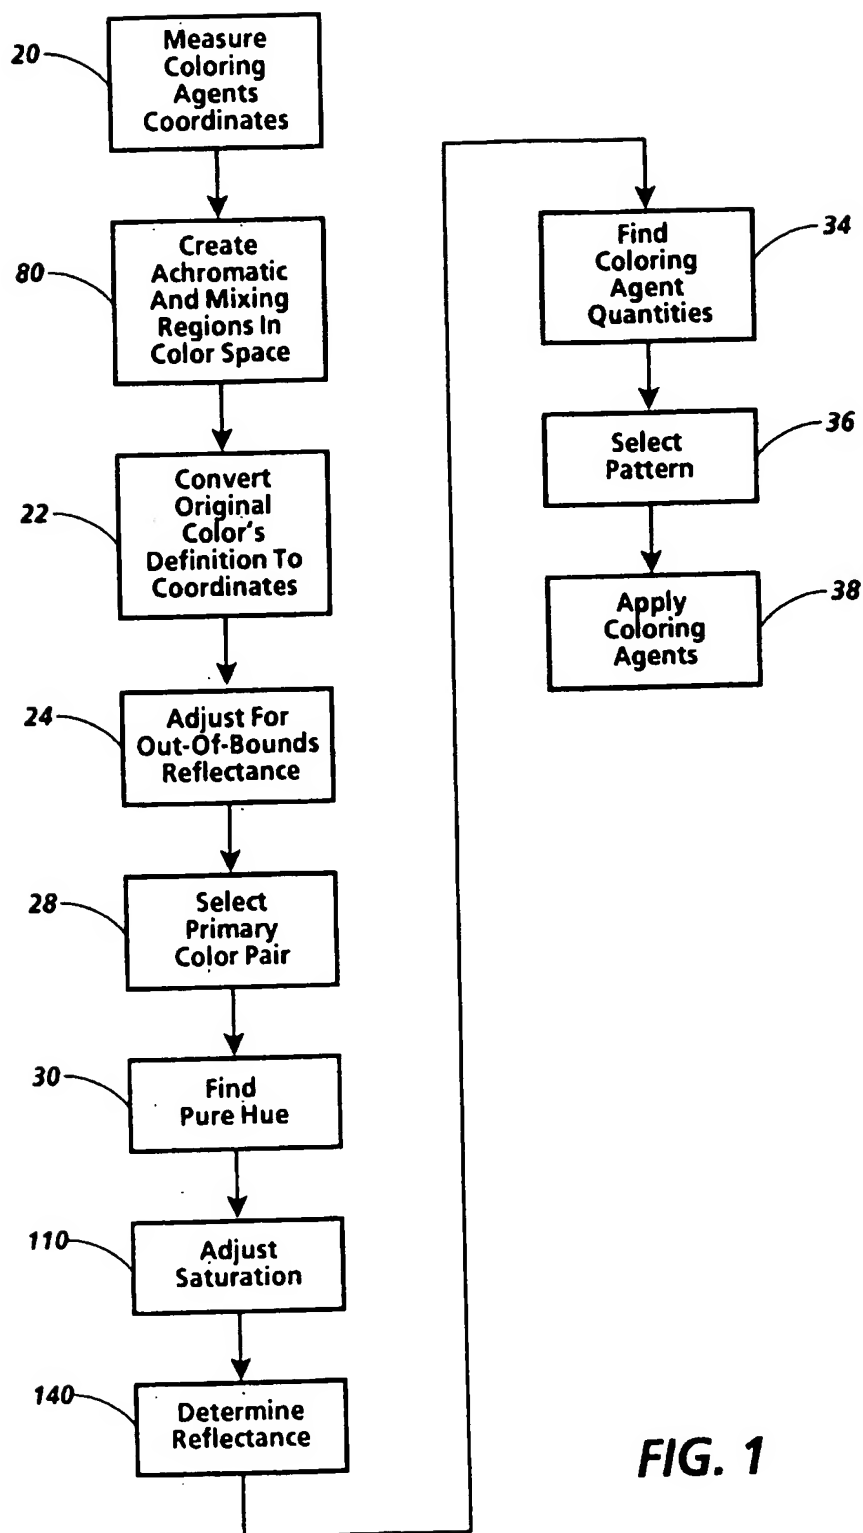 20
Measure
Coloring
Agents
Coordinates
80
Create
Achromatic
And Mixing
Regions In
Color Space
22
Convert
Original
Color's
Definition To
Coordinates
24
Adjust For
Out-Of-Bounds
Reflectance
28
Select
Primary
Color Pair
30
Find
Pure Hue
110
Adjust
Saturation
140
Determine
Reflectance
34
Find
Coloring
Agent
Quantities
36
Select
Pattern
38
Apply
Coloring
Agents
FIG. 1